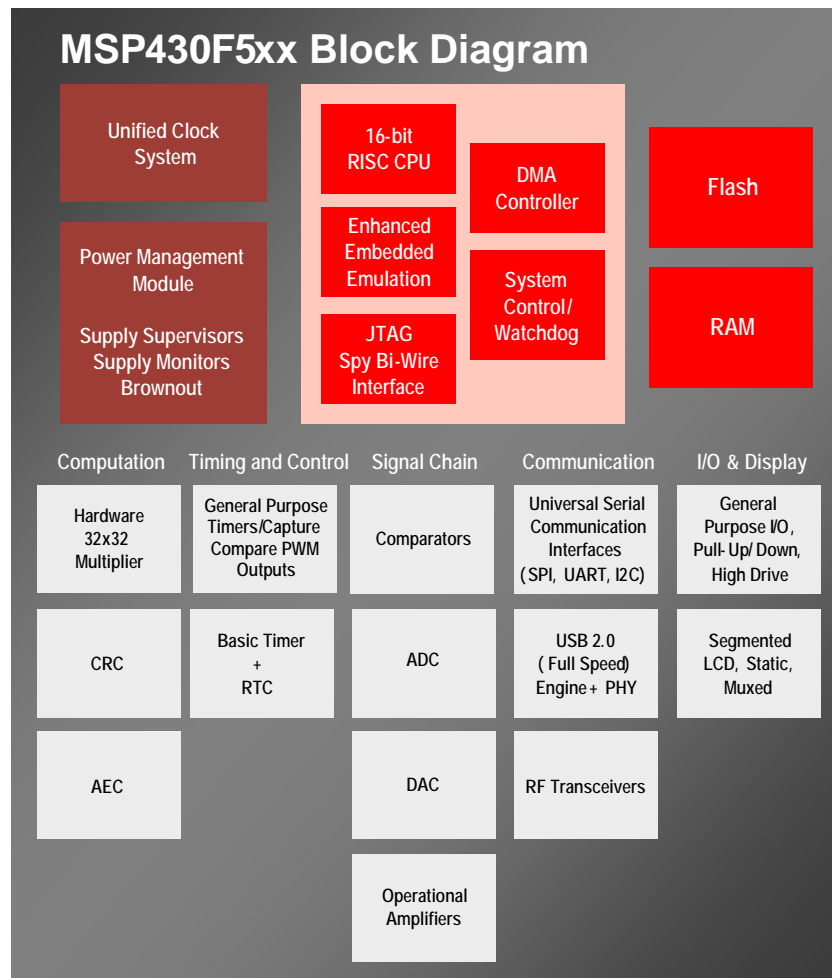 MSP430F5xx Block Diagram
Unified Clock
System
Power Management
Module
Supply Supervisors
Supply Monitors
Brownout
16-bit
RISC CPU
Enhanced
Embedded
Emulation
JTAG
Spy Bi-Wire
Interface
DMA
Controller
System
Control/
Watchdog
Flash
RAM
Computation
Hardware
32x32
Multiplier
CRC
AEC
Timing and Control
General Purpose
Timers/Capture
Compare PWM
Outputs
Basic Timer
+
RTC
Signal Chain
Comparators
ADC
DAC
Operational
Amplifiers
Communication
Universal Serial
Communication
Interfaces
(SPI, UART, I2C)
USB 2.0
(Full Speed)
Engine+ PHY
RF Transceivers
I/O & Display
General
Purpose I/O,
Pull-Up/Down,
High Drive
Segmented
LCD, Static,
Muxed